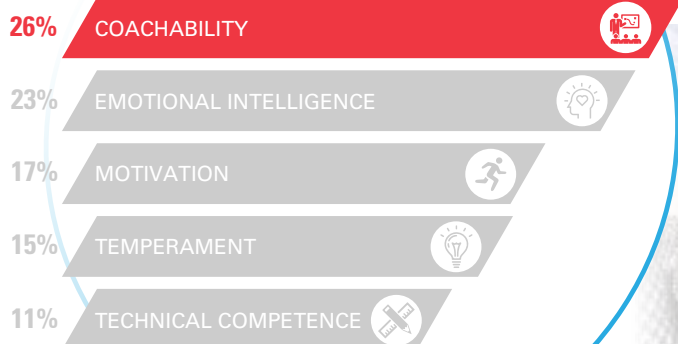 26% COACHABILITY
23% EMOTIONAL INTELLIGENCE
17% MOTIVATION
15% TEMPERAMENT
11% TECHNICAL COMPETENCE